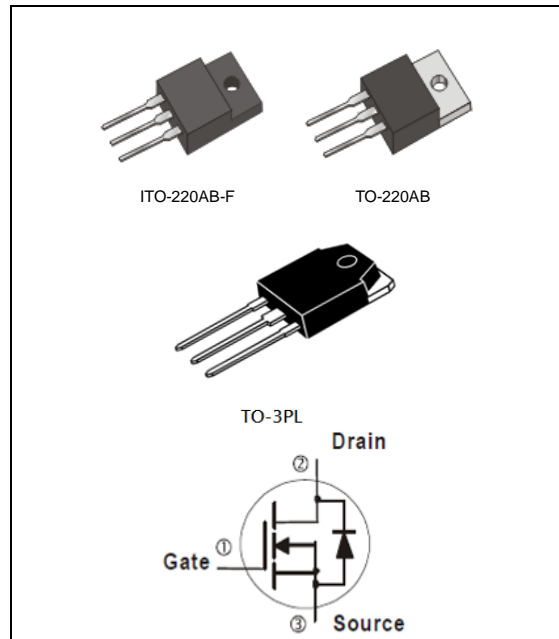 ITO-220AB-F
TO-220AB
TO-3PL
Drain
②
Gate ①
③ Source